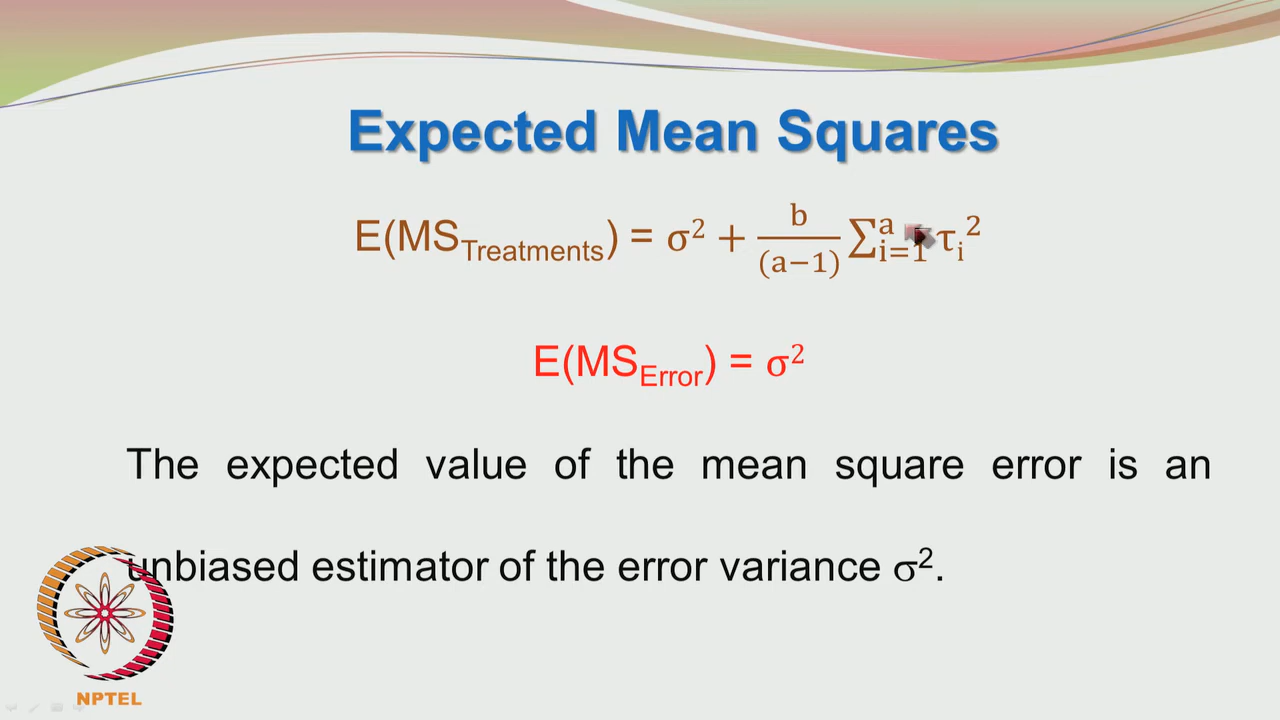 Expected Mean Squares
E(MS_Treatments) = σ² + b/(a−1) ∑_{i=1}^{a} τ_i²
E(MS_Error) = σ²
The expected value of the mean square error is an
unbiased estimator of the error variance σ².
NPTEL